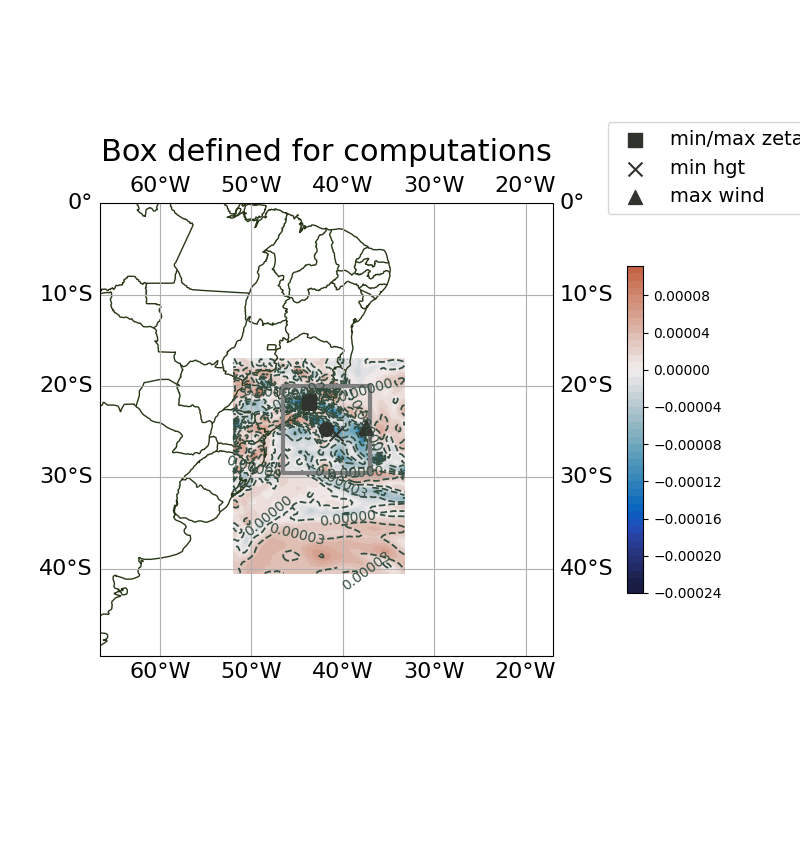 Box defined for computations
min/max zeta
min hgt
max wind
60°W 50°W 40°W 30°W 20°W
0° 0°
10°S 10°S
20°S 20°S
30°S 30°S
40°S 40°S
60°W 50°W 40°W 30°W 20°W
0.00000
0.00000
0.00003
0.00008
0.00004
0.00000
−0.00004
−0.00008
−0.00012
−0.00016
−0.00020
−0.00024